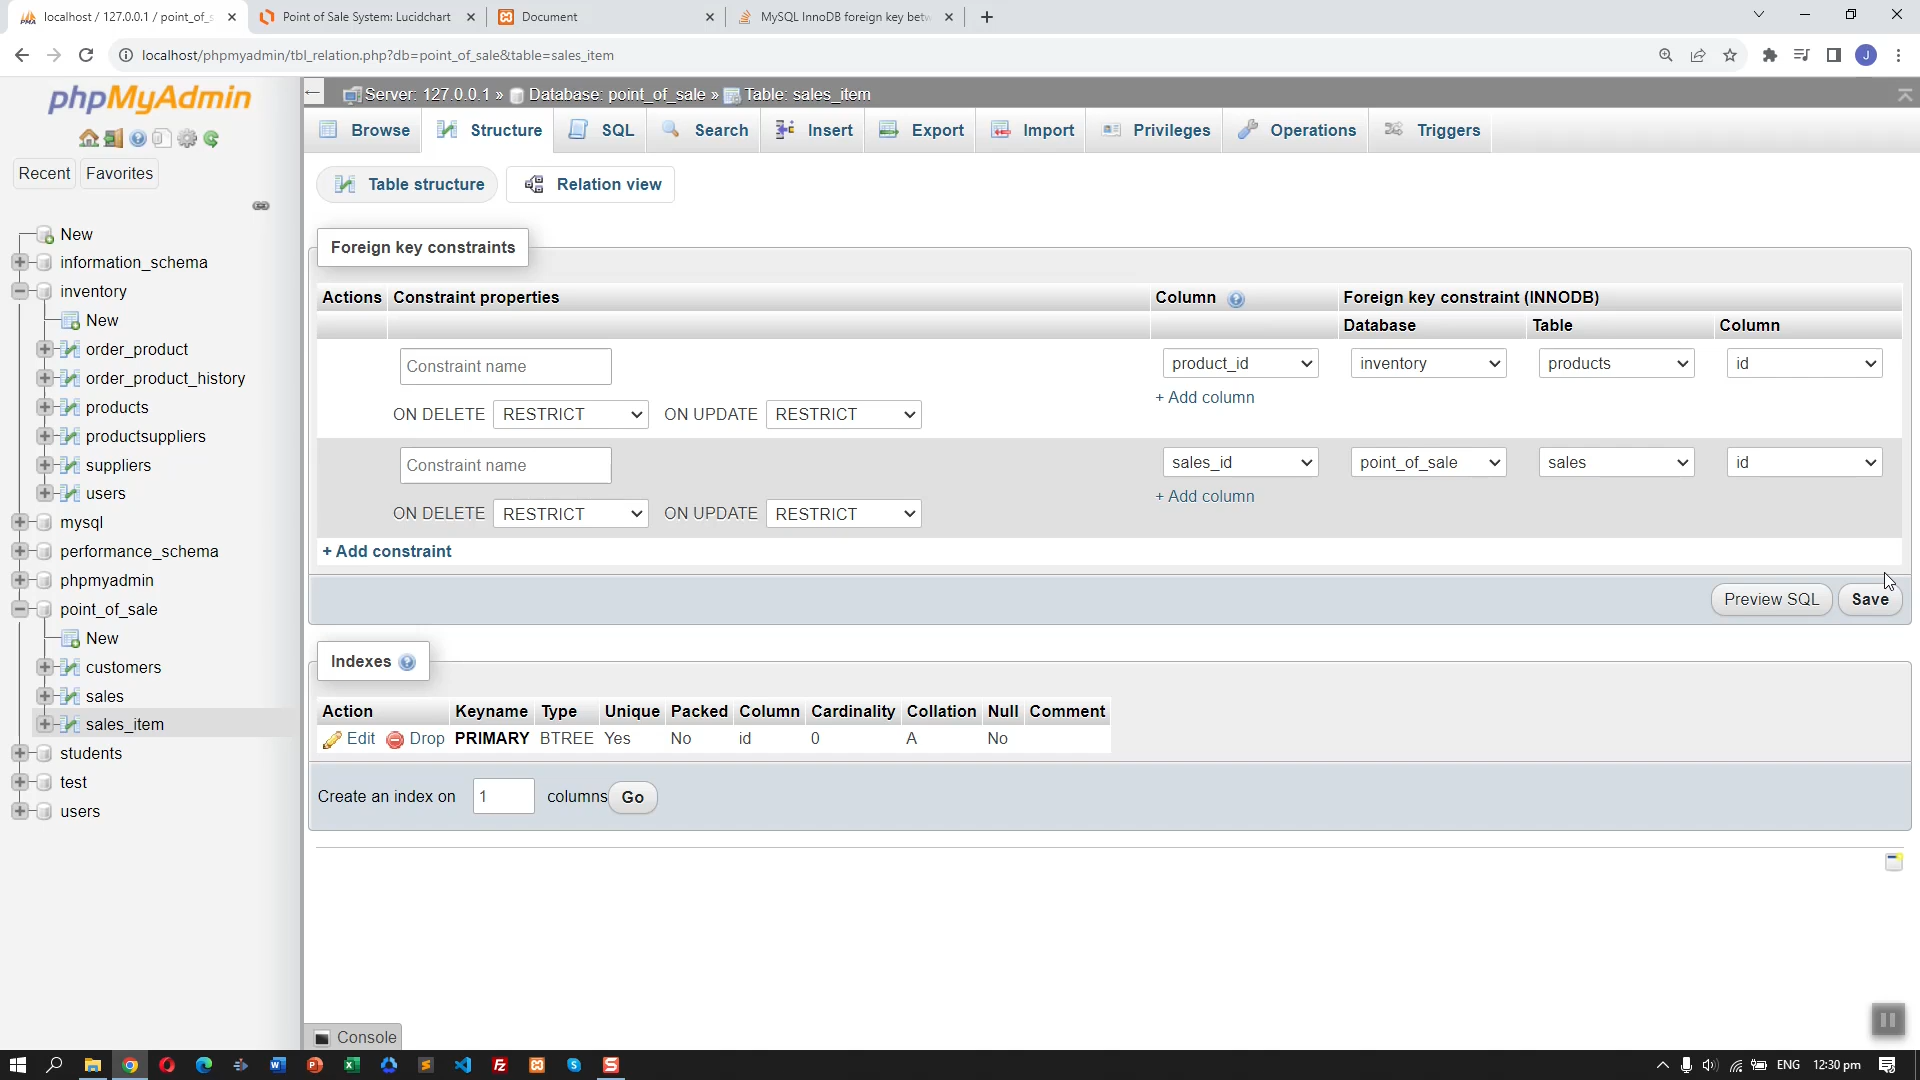 localhost / 127.0.0.1 / point_of_s
Point of Sale System: Lucidchart
Document
MySQL InnoDB foreign key betw
localhost/phpmyadmin/tbl_relation.php?db=point_of_sale&table=sales_item
J
phpMyAdmin
Recent
Favorites
New
information_schema
inventory
New
order_product
order_product_history
products
productsuppliers
suppliers
users
mysql
performance_schema
phpmyadmin
point_of_sale
New
customers
sales
sales_item
students
test
users
Server: 127.0.0.1 » Database: point_of_sale » Table: sales_item
Browse Structure SQL Search Insert Export Import Privileges Operations Triggers
Table structure Relation view
Foreign key constraints
Actions Constraint properties Column Foreign key constraint (INNODB)
Database Table Column
Constraint name product_id inventory products id
+ Add column
ON DELETE RESTRICT ON UPDATE RESTRICT
Constraint name sales_id point_of_sale sales id
+ Add column
ON DELETE RESTRICT ON UPDATE RESTRICT
+ Add constraint
Preview SQL Save
Indexes
Action Keyname Type Unique Packed Column Cardinality Collation Null Comment
Edit Drop PRIMARY BTREE Yes No id 0 A No
Create an index on 1 columns Go
Console
ENG 12:30 pm